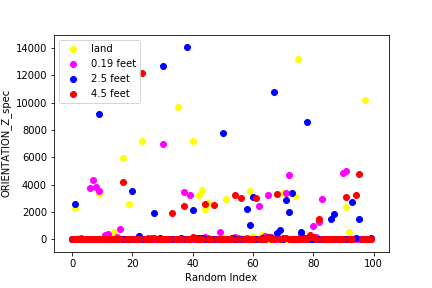 14000
12000
10000
8000
6000
4000
2000
0
ORIENTATION_Z_spec
land
0.19 feet
2.5 feet
4.5 feet
0 20 40 60 80 100
Random Index